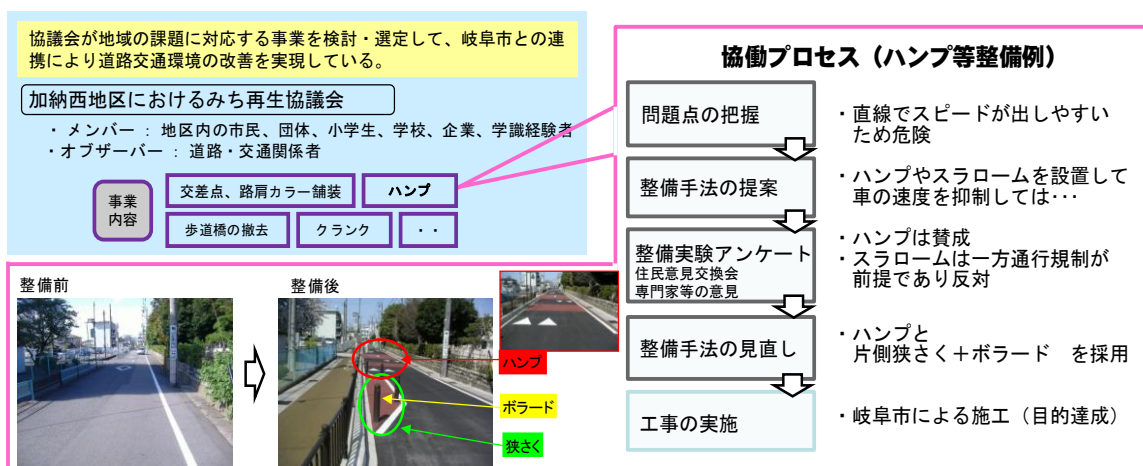 協議会が地域の課題に対応する事業を検討・選定して、岐阜市との連
携により道路交通環境の改善を実現している。
加納西地区におけるみち再生協議会
・ メンバー ： 地区内の市民、団体、小学生、学校、企業、学識経験者
・オブザーバー ： 道路・交通関係者
事業
内容
交差点、路肩カラー舗装
ハンプ
歩道橋の撤去
クランク
・・
整備前
整備後
ハンプ
ボラード
狭さく
協働プロセス（ハンプ等整備例）
問題点の把握
・直線でスピードが出しやすい
ため危険
整備手法の提案
・ハンプやスラロームを設置して
車の速度を抑制しては･･･
整備実験アンケート
住民意見交換会
専門家等の意見
・ハンプは賛成
・スラロームは一方通行規制が
前提であり反対
整備手法の見直し
・ハンプと
片側狭さく＋ボラード　を採用
工事の実施
・岐阜市による施工（目的達成）